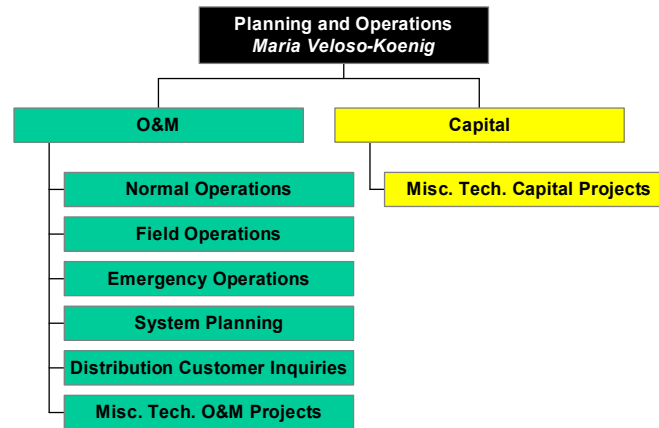 Planning and Operations
Maria Veloso-Koenig
O&M
Capital
Normal Operations
Misc. Tech. Capital Projects
Field Operations
Emergency Operations
System Planning
Distribution Customer Inquiries
Misc. Tech. O&M Projects